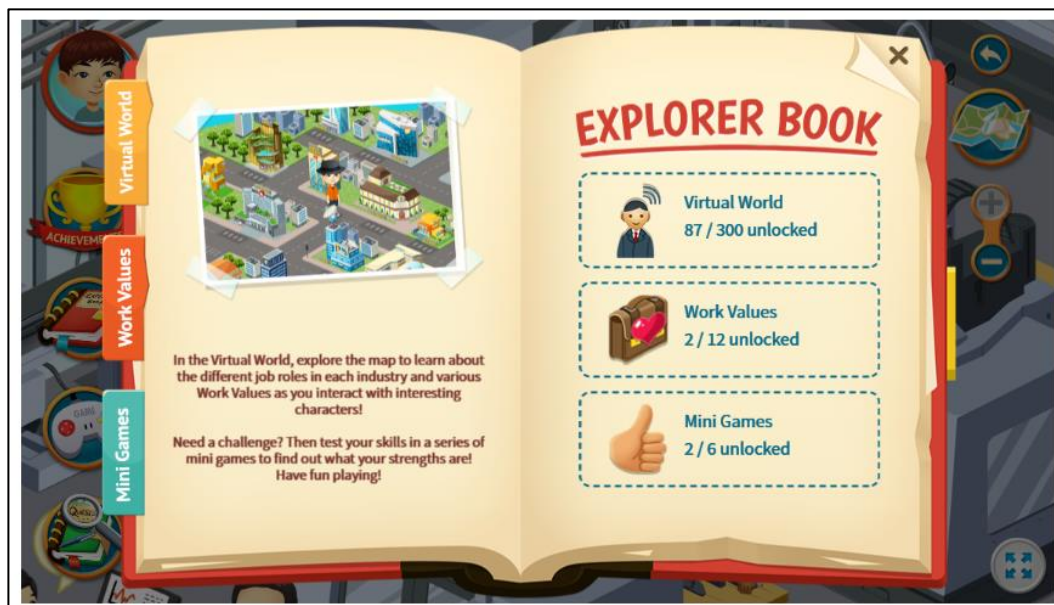 Virtual World
Work Values
Mini Games
ACHIEVEME
GAME
QUEST
In the Virtual World, explore the map to learn about
the different job roles in each industry and various
Work Values as you interact with interesting
characters!
Need a challenge? Then test your skills in a series of
mini games to find out what your strengths are!
Have fun playing!
EXPLORER BOOK
Virtual World
87 / 300 unlocked
Work Values
2 / 12 unlocked
Mini Games
2 / 6 unlocked